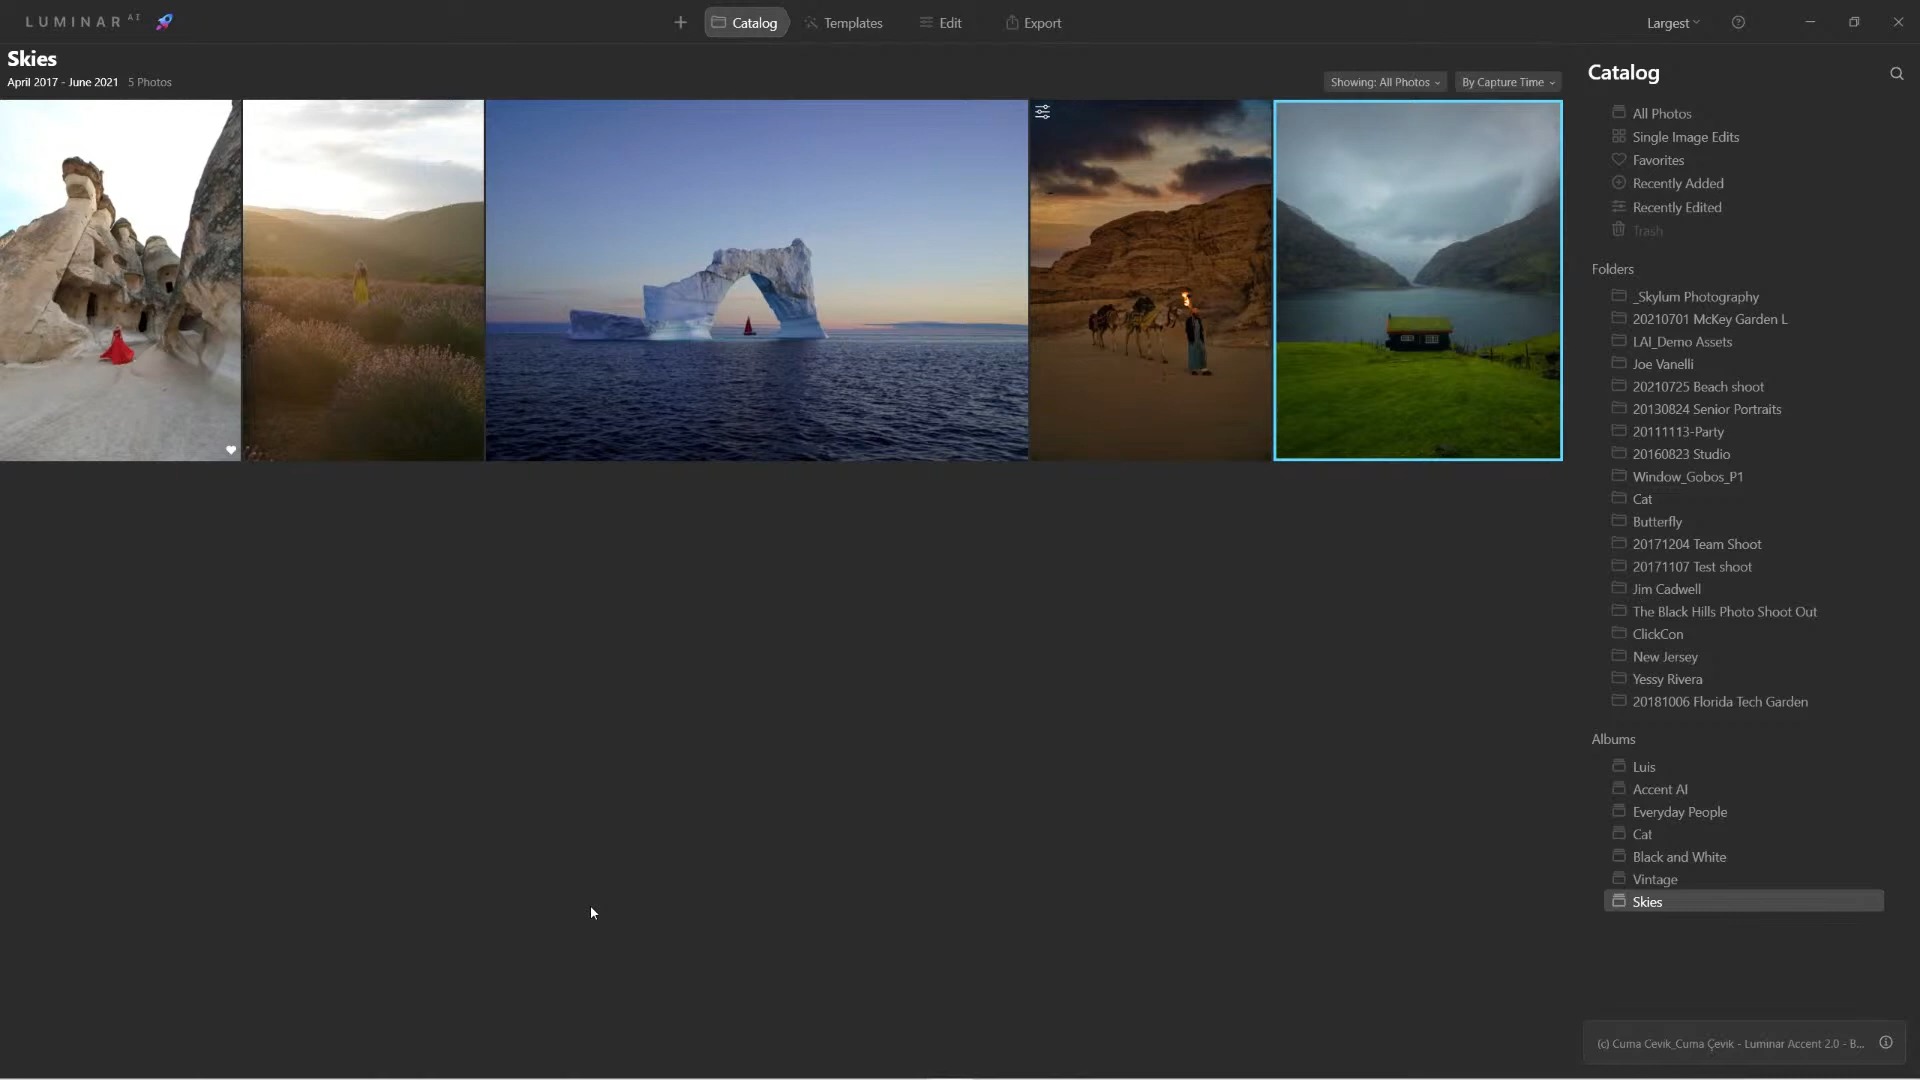 LUMINAR AI
Catalog
Templates
Edit
Export
Largest
Skies
April 2017 - June 2021 5 Photos
Showing: All Photos
By Capture Time
Catalog
All Photos
Single Image Edits
Favorites
Recently Added
Recently Edited
Trash
Folders
_Skylum Photography
20210701 McKey Garden L
LAI_Demo Assets
Joe Vanelli
20210725 Beach shoot
20130824 Senior Portraits
20111113-Party
20160823 Studio
Window_Gobos_P1
Cat
Butterfly
20171204 Team Shoot
20171107 Test shoot
Jim Cadwell
The Black Hills Photo Shoot Out
ClickCon
New Jersey
Yessy Rivera
20181006 Florida Tech Garden
Albums
Luis
Accent AI
Everyday People
Cat
Black and White
Vintage
Skies
(c) Cuma Cevik_Cuma Çevik - Luminar Accent 2.0 - B...